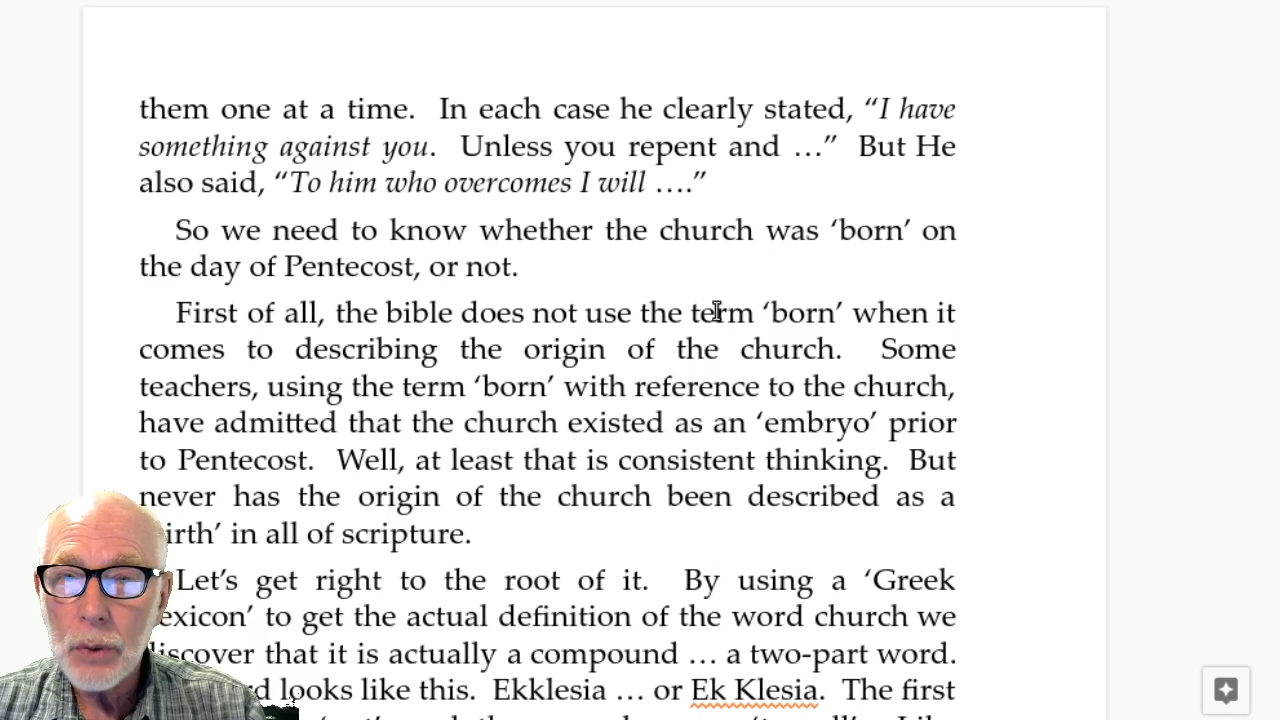 them one at a time. In each case he clearly stated, “I have
something against you. Unless you repent and …” But He
also said, “To him who overcomes I will ….”
So we need to know whether the church was ‘born’ on
the day of Pentecost, or not.
First of all, the bible does not use the term ‘born’ when it
comes to describing the origin of the church. Some
teachers, using the term ‘born’ with reference to the church,
have admitted that the church existed as an ‘embryo’ prior
to Pentecost. Well, at least that is consistent thinking. But
never has the origin of the church been described as a
irth’ in all of scripture.
Let’s get right to the root of it. By using a ‘Greek
exicon’ to get the actual definition of the word church we
discover that it is actually a compound … a two-part word.
looks like this. Ekklesia … or Ek Klesia. The first